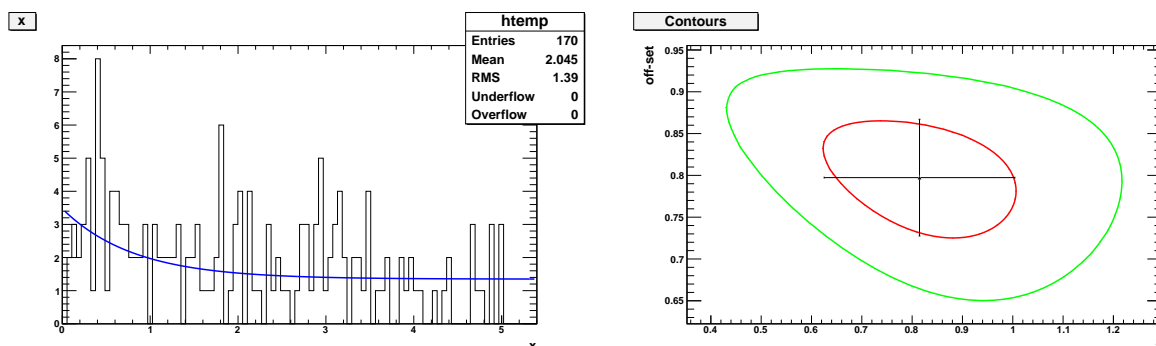 x
htemp
Entries 170
Mean 2.045
RMS 1.39
Underflow 0
Overflow 0
8
7
6
5
4
3
2
1
0
0 1 2 3 4 5
Contours
off-set
0.95
0.9
0.85
0.8
0.75
0.7
0.65
0.4 0.5 0.6 0.7 0.8 0.9 1 1.1 1.2